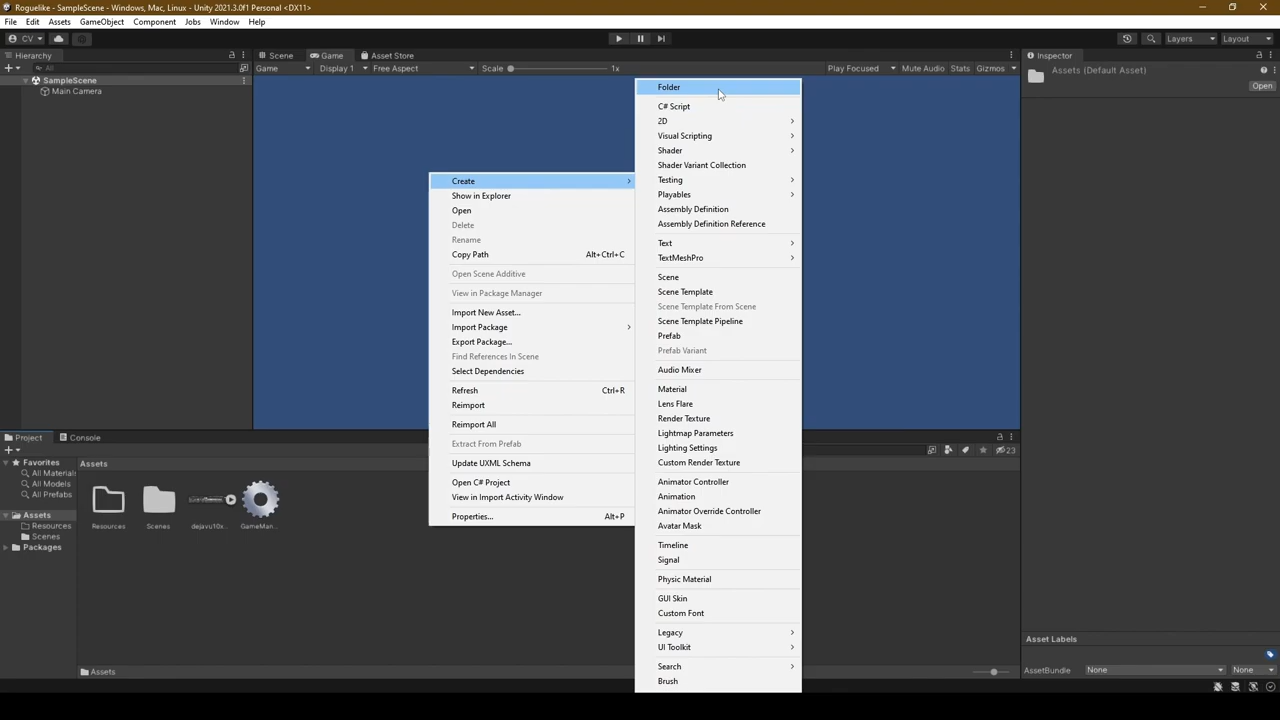 Roguelike - SampleScene - Windows, Mac, Linux - Unity 2021.3.0f1 Personal <DX11>
File Edit Assets GameObject Component Jobs Window Help
CV Layers Layout
Hierarchy Scene Game Asset Store Inspector
All Game Display 1 Free Aspect Scale 1x Play Focused Mute Audio Stats Gizmos Assets (Default Asset)
SampleScene
Open
Main Camera
Folder
C# Script
2D
Visual Scripting
Shader
Shader Variant Collection
Testing
Playables
Assembly Definition
Assembly Definition Reference
Text
TextMeshPro
Scene
Scene Template
Scene Template From Scene
Scene Template Pipeline
Prefab
Prefab Variant
Audio Mixer
Material
Lens Flare
Render Texture
Lightmap Parameters
Lighting Settings
Custom Render Texture
Animator Controller
Animation
Animator Override Controller
Avatar Mask
Timeline
Signal
Physic Material
GUI Skin
Custom Font
Legacy
UI Toolkit
Search
Brush
Create
Show in Explorer
Open
Delete
Rename
Copy Path Alt+Ctrl+C
Open Scene Additive
View in Package Manager
Import New Asset...
Import Package
Export Package...
Find References In Scene
Select Dependencies
Refresh Ctrl+R
Reimport
Reimport All
Extract From Prefab
Update UXML Schema
Open C# Project
View in Import Activity Window
Properties... Alt+P
Project Console
23
Favorites
All Material
All Models
All Prefabs
Assets
Resources
Scenes
Packages
Assets
Resources Scenes dejavu10x... GameMan...
Assets
Asset Labels
AssetBundle None None